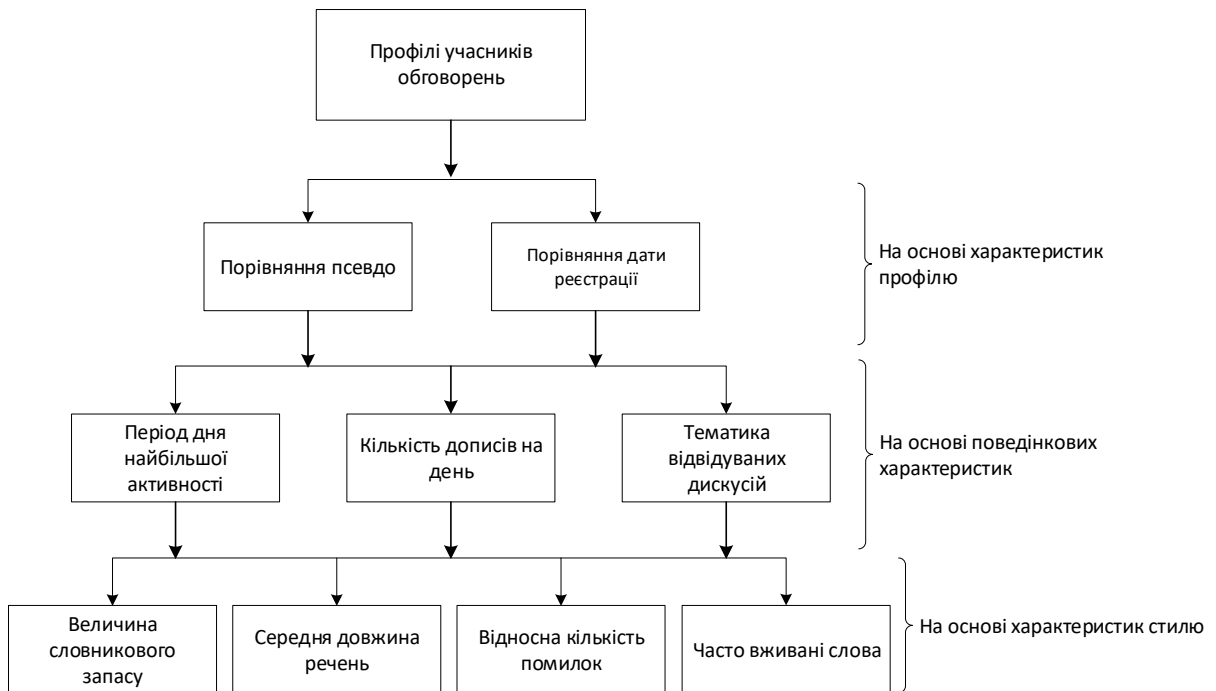 Профілі учасників
обговорень
Порівняння псевдо
Порівняння дати
реєстрації
На основі характеристик
профілю
Період дня
найбільшої
активності
Кількість дописів на
день
Тематика
відвідуваних
дискусій
На основі поведінкових
характеристик
Величина
словникового
запасу
Середня довжина
речень
Відносна кількість
помилок
Часто вживані слова
На основі характеристик стилю